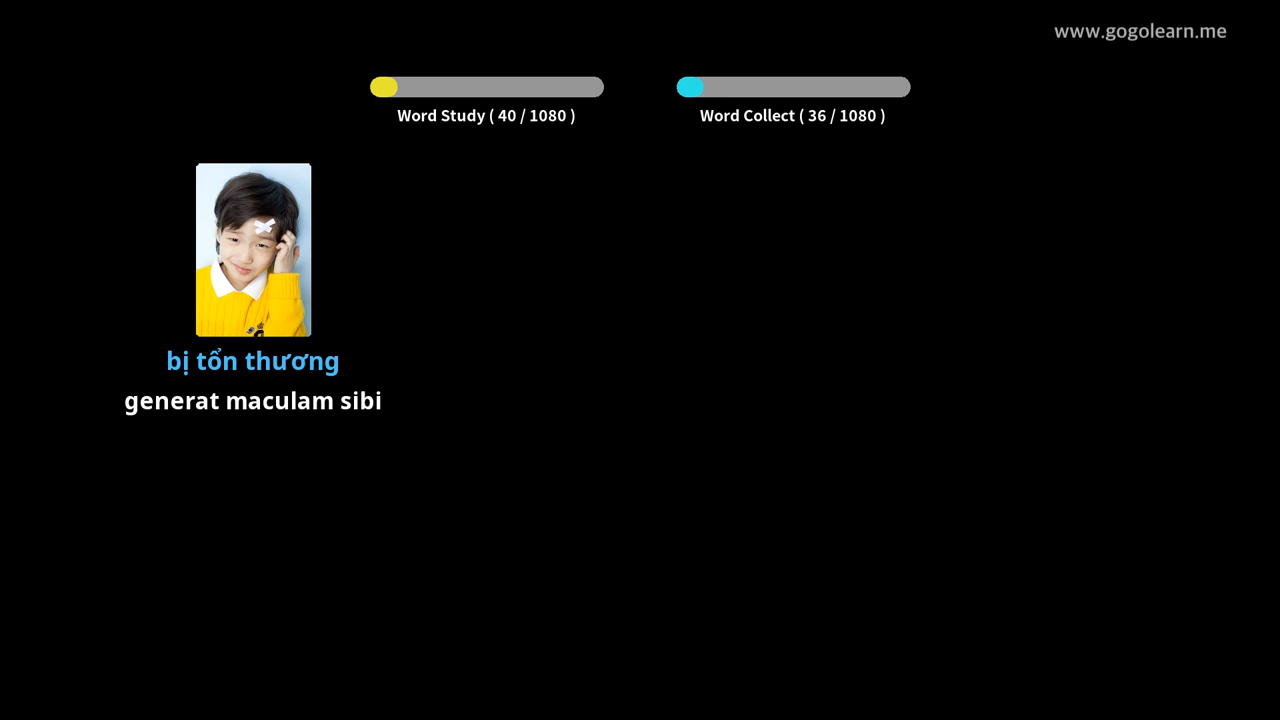 www.gogolearn.me
Word Study ( 40 / 1080 )
Word Collect ( 36 / 1080 )
bị tổn thương
generat maculam sibi